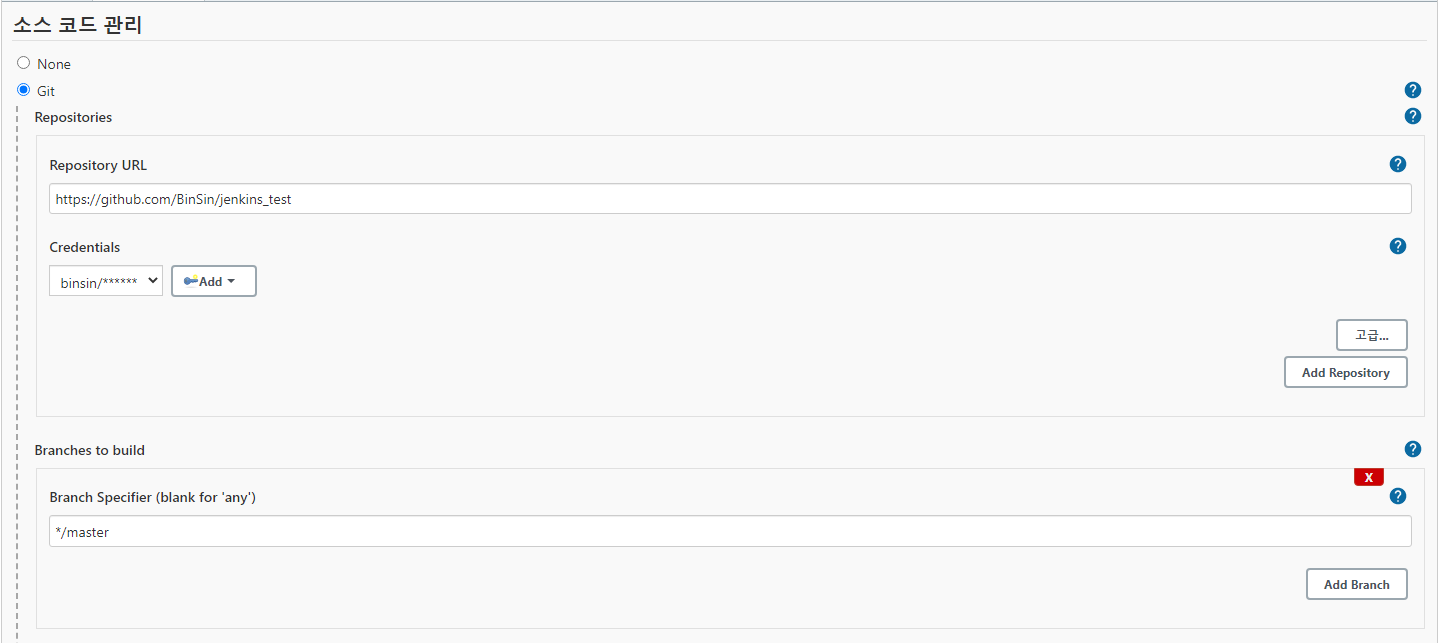 소스 코드 관리
None
Git
?
Repositories
?
Repository URL
?
https://github.com/BinSin/jenkins_test
Credentials
?
binsin/******
Add
고급...
Add Repository
Branches to build
?
X
Branch Specifier (blank for 'any')
?
*/master
Add Branch